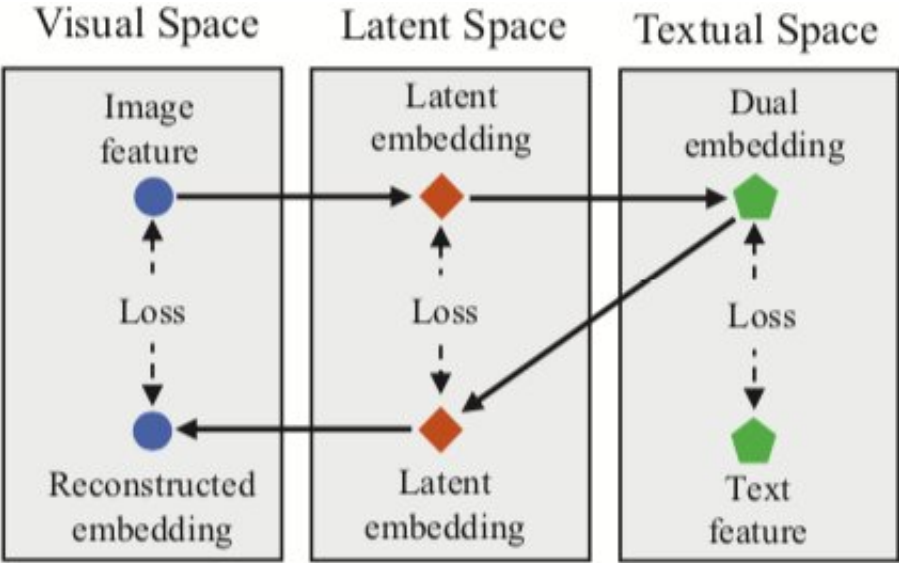 Visual Space
Latent Space
Textual Space
Image
feature
Latent
embedding
Dual
embedding
Loss
Loss
Loss
Reconstructed
embedding
Latent
embedding
Text
feature